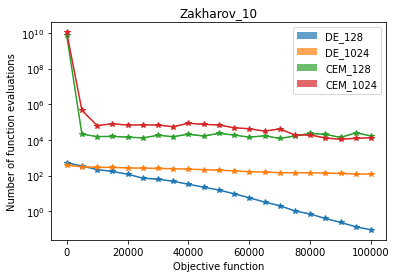 Zakharov_10
Number of function evaluations
10^10
10^8
10^6
10^4
10^2
10^0
DE_128
DE_1024
CEM_128
CEM_1024
0 20000 40000 60000 80000 100000
Objective function